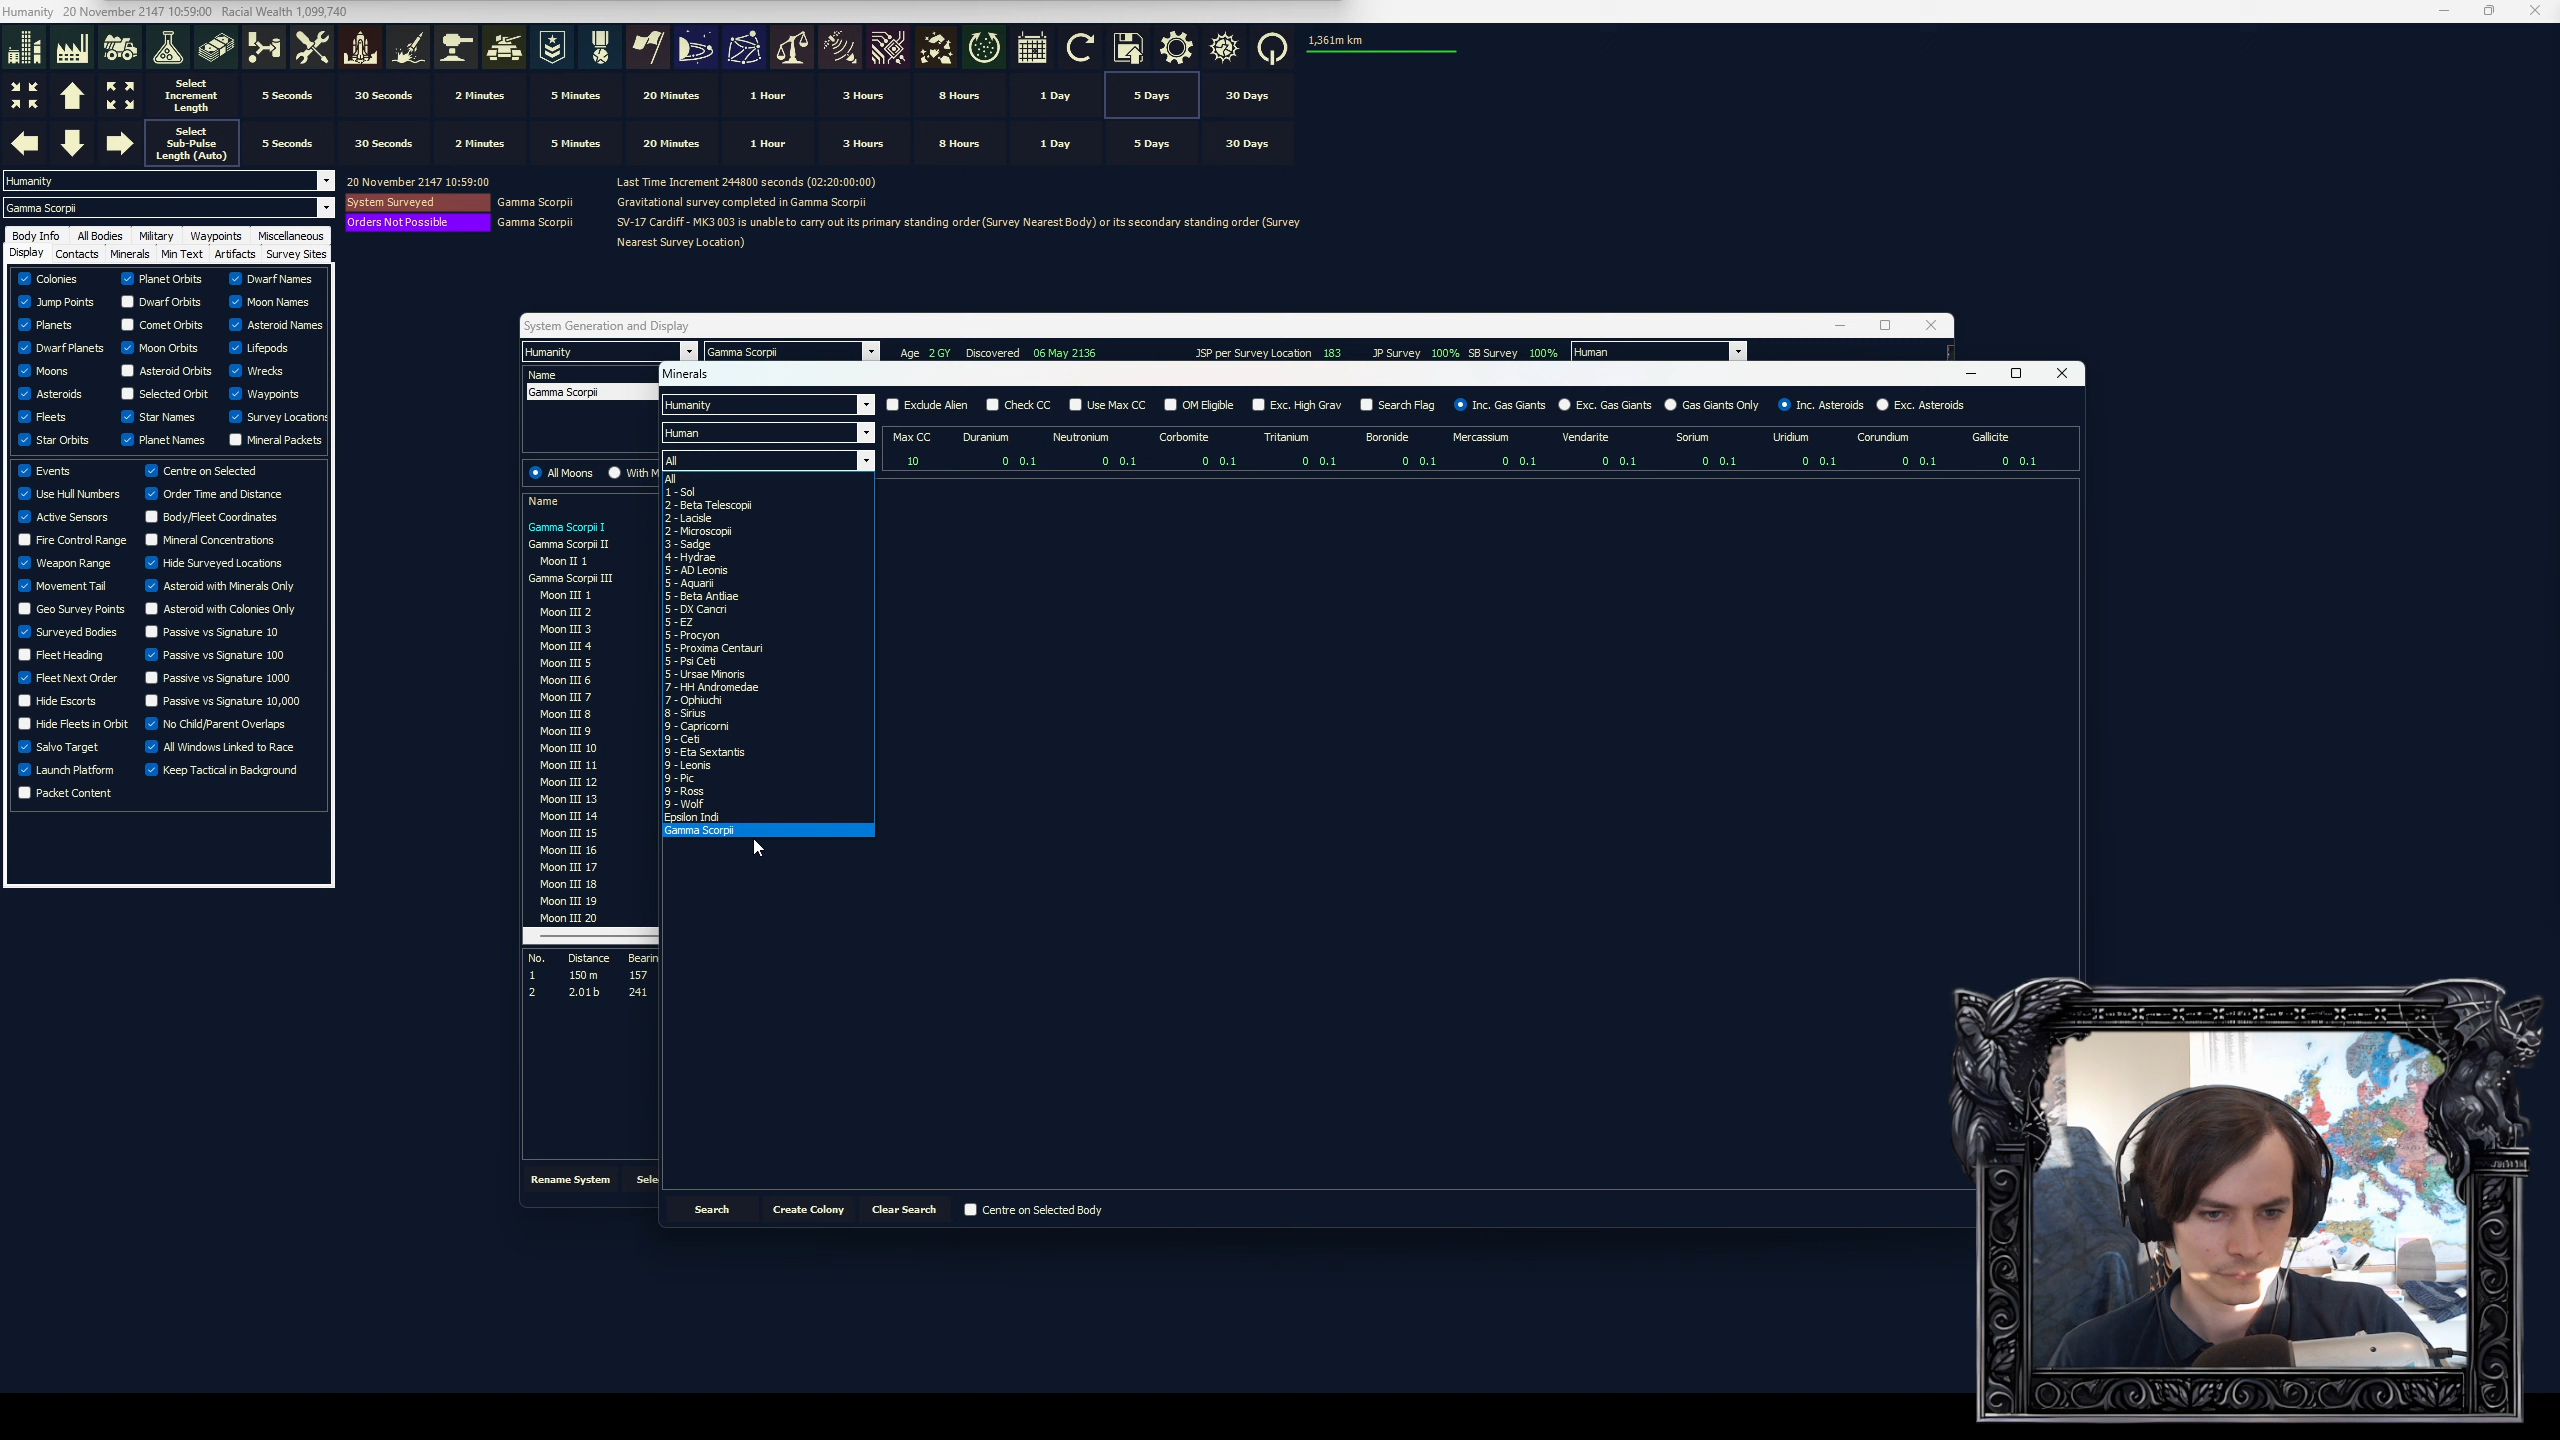 Humanity 20 November 2147 10:59:00 Racial Wealth 1,099,740
1,361m km
Select Increment Length 5 Seconds 30 Seconds 2 Minutes 5 Minutes 20 Minutes 1 Hour 3 Hours 8 Hours 1 Day 5 Days 30 Days
Select Sub-Pulse Length (Auto) 5 Seconds 30 Seconds 2 Minutes 5 Minutes 20 Minutes 1 Hour 3 Hours 8 Hours 1 Day 5 Days 30 Days
Humanity
Gamma Scorpii
20 November 2147 10:59:00 Last Time Increment 244800 seconds (02:20:00:00)
System Surveyed Gamma Scorpii Gravitational survey completed in Gamma Scorpii
Orders Not Possible Gamma Scorpii SV-17 Cardiff - MK3 003 is unable to carry out its primary standing order (Survey Nearest Body) or its secondary standing order (Survey
Nearest Survey Location)
Body Info All Bodies Military Waypoints Miscellaneous
Display Contacts Minerals Min Text Artifacts Survey Sites
Colonies Planet Orbits Dwarf Names
Jump Points Dwarf Orbits Moon Names
Planets Comet Orbits Asteroid Names
Dwarf Planets Moon Orbits Lifepods
Moons Asteroid Orbits Wrecks
Asteroids Selected Orbit Waypoints
Fleets Star Names Survey Locations
Star Orbits Planet Names Mineral Packets
Events Centre on Selected
Use Hull Numbers Order Time and Distance
Active Sensors Body/Fleet Coordinates
Fire Control Range Mineral Concentrations
Weapon Range Hide Surveyed Locations
Movement Tail Asteroid with Minerals Only
Geo Survey Points Asteroid with Colonies Only
Surveyed Bodies Passive vs Signature 10
Fleet Heading Passive vs Signature 100
Fleet Next Order Passive vs Signature 1000
Hide Escorts Passive vs Signature 10,000
Hide Fleets in Orbit No Child/Parent Overlaps
Salvo Target All Windows Linked to Race
Launch Platform Keep Tactical in Background
Packet Content
System Generation and Display
Humanity Gamma Scorpii Age 2 GY Discovered 06 May 2136 JSP per Survey Location 183 JP Survey 100% SB Survey 100% Human
Name
Gamma Scorpii
All Moons With M
Name
Gamma Scorpii I
Gamma Scorpii II
Moon II 1
Gamma Scorpii III
Moon III 1
Moon III 2
Moon III 3
Moon III 4
Moon III 5
Moon III 6
Moon III 7
Moon III 8
Moon III 9
Moon III 10
Moon III 11
Moon III 12
Moon III 13
Moon III 14
Moon III 15
Moon III 16
Moon III 17
Moon III 18
Moon III 19
Moon III 20
No. Distance Bearin
1 150 m 157
2 2.01 b 241
Rename System Sele
Minerals
Humanity Exclude Alien Check CC Use Max CC OM Eligible Exc. High Grav Search Flag Inc. Gas Giants Exc. Gas Giants Gas Giants Only Inc. Asteroids Exc. Asteroids
Human Max CC Duranium Neutronium Corbomite Tritanium Boronide Mercassium Vendarite Sorium Uridium Corundium Gallicite
All 10 0 0.1 0 0.1 0 0.1 0 0.1 0 0.1 0 0.1 0 0.1 0 0.1 0 0.1 0 0.1 0 0.1
All
1 - Sol
2 - Beta Telescopii
2 - Lacisle
2 - Microscopii
3 - Sadge
4 - Hydrae
5 - AD Leonis
5 - Aquarii
5 - Beta Antliae
5 - DX Cancri
5 - EZ
5 - Procyon
5 - Proxima Centauri
5 - Psi Ceti
5 - Ursae Minoris
7 - HH Andromedae
7 - Ophiuchi
8 - Sirius
9 - Capricorni
9 - Ceti
9 - Eta Sextantis
9 - Leonis
9 - Pic
9 - Ross
9 - Wolf
Epsilon Indi
Gamma Scorpii
Search Create Colony Clear Search Centre on Selected Body